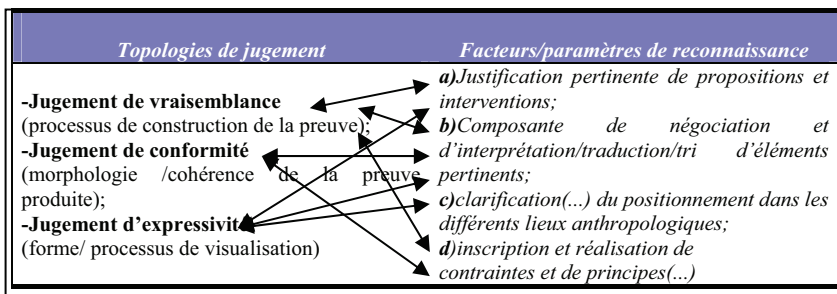 Topologies de jugement
Facteurs/paramètres de reconnaissance
-Jugement de vraisemblance
(processus de construction de la preuve);
-Jugement de conformité
(morphologie /cohérence de la preuve
produite);
-Jugement d'expressivité
(forme/ processus de visualisation)
a)Justification pertinente de propositions et
interventions;
b)Composante de négociation et
d'interprétation/traduction/tri d'éléments
pertinents;
c)clarification(...) du positionnement dans les
différents lieux anthropologiques;
d)inscription et réalisation de
contraintes et de principes(...)